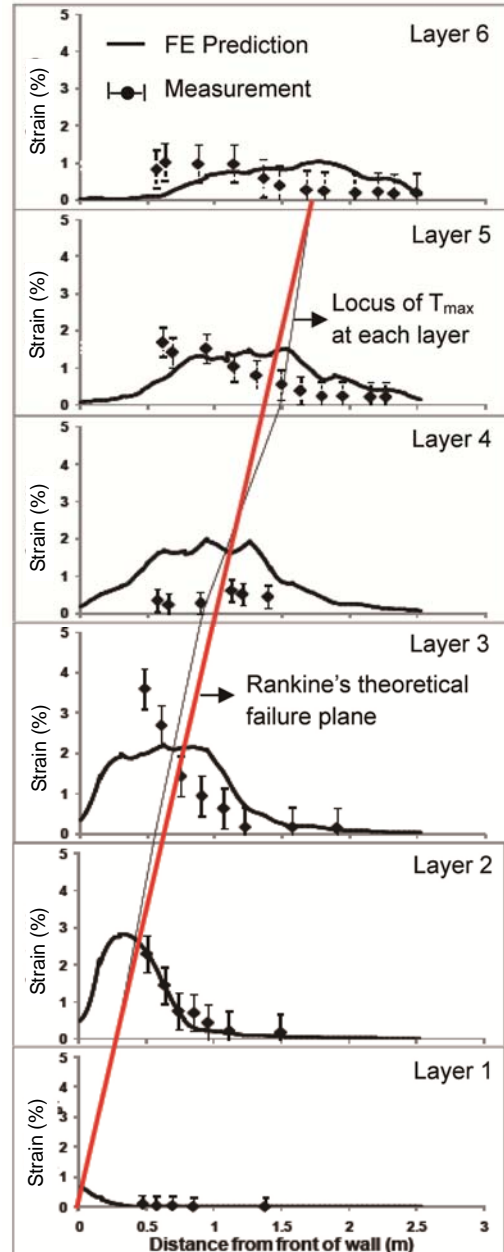 FE Prediction
Measurement
Layer 6
Strain (%)
5
4
3
2
1
0
Layer 5
Strain (%)
5
4
3
2
1
0
Locus of Tmax
at each layer
Layer 4
Strain (%)
5
4
3
2
1
0
Layer 3
Strain (%)
5
4
3
2
1
0
Rankine's theoretical
failure plane
Layer 2
Strain (%)
5
4
3
2
1
0
Layer 1
Strain (%)
5
4
3
2
1
0
0 0.5 1 1.5 2 2.5 3
Distance from front of wall (m)